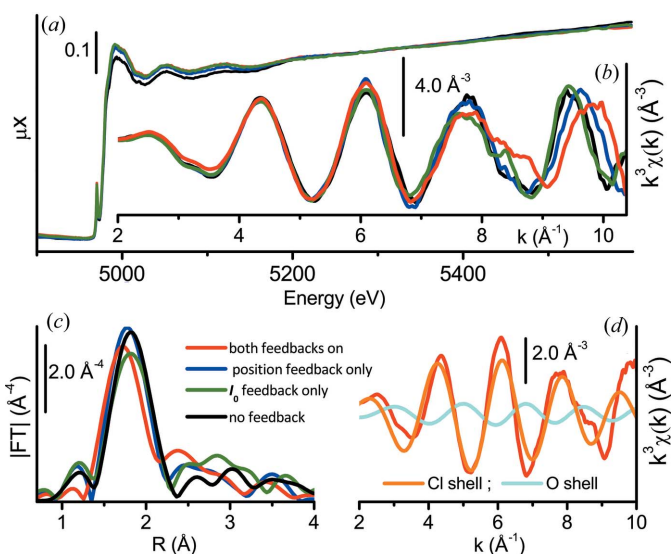 (a)
0.1
(b)
4.0 Å⁻³
μx
k³χ(k) (Å⁻³)
2 4 6 8 k (Å⁻¹) 10
5000 5200 5400
Energy (eV)
(c)
2.0 Å⁻⁴
|FT| (Å⁻⁴)
both feedbacks on
position feedback only
I₀ feedback only
no feedback
1 2 3 4
R (Å)
(d)
2.0 Å⁻³
k³χ(k) (Å⁻³)
Cl shell ; O shell
2 4 6 8 10
k (Å⁻¹)